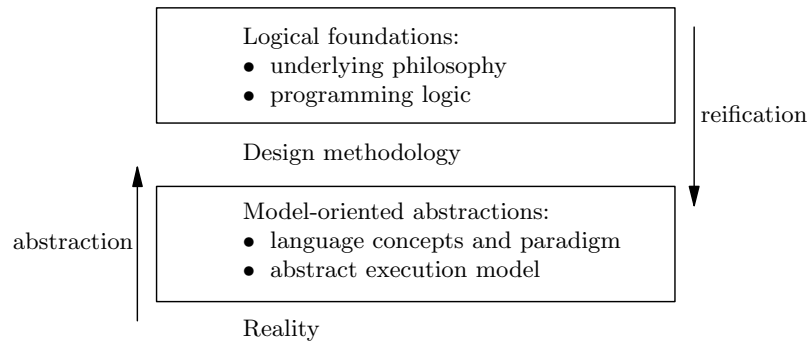 Logical foundations:
• underlying philosophy
• programming logic
reification
Design methodology
Model-oriented abstractions:
abstraction
• language concepts and paradigm
• abstract execution model
Reality